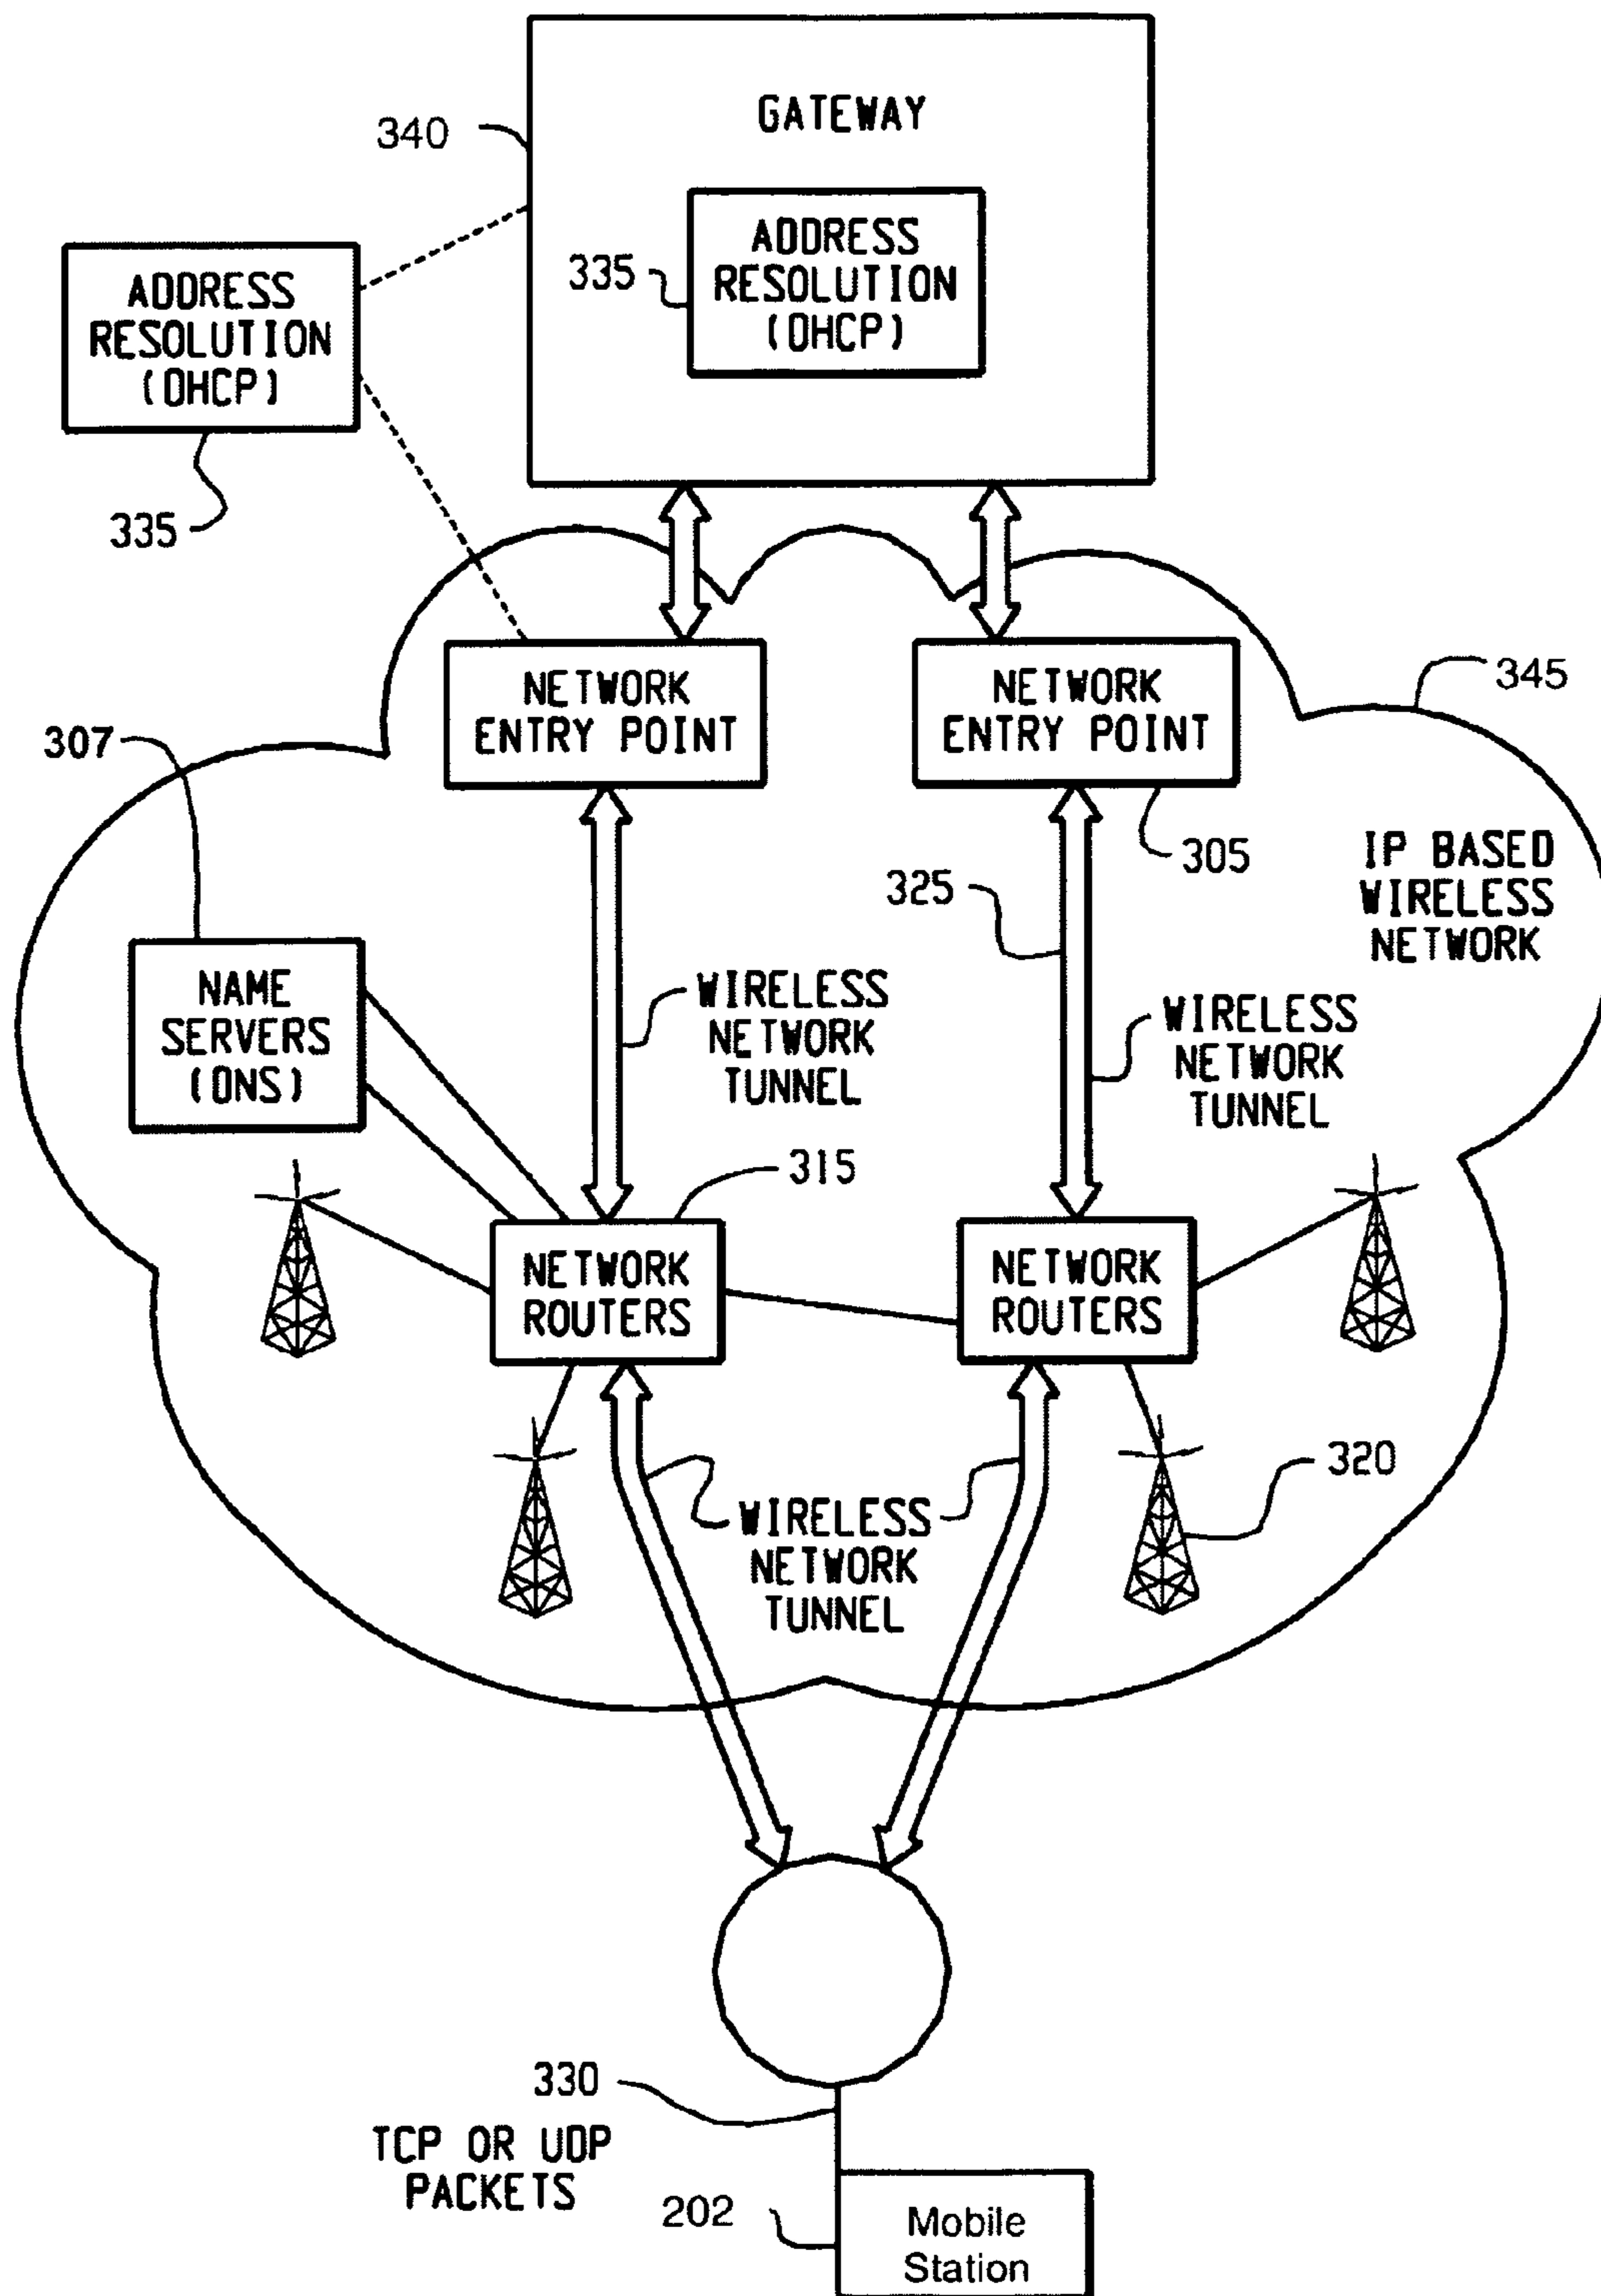 GATEWAY
340
ADDRESS
RESOLUTION
(DHCP)
335
ADDRESS
RESOLUTION
(DHCP)
335
NETWORK
ENTRY POINT
NETWORK
ENTRY POINT
345
307
305
IP BASED
WIRELESS
NETWORK
325
NAME
SERVERS
(DNS)
WIRELESS
NETWORK
TUNNEL
WIRELESS
NETWORK
TUNNEL
315
NETWORK
ROUTERS
NETWORK
ROUTERS
320
WIRELESS
NETWORK
TUNNEL
330
TCP OR UDP
PACKETS
202
Mobile
Station